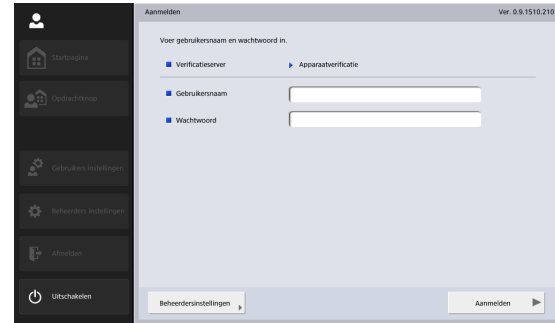 Anmelden
Ver. 0.9.1510.210
Startpagina
Opdrachtknop
Gebruikers instellingen
Beheerders instellingen
Afmelden
Uitschakelen
Voer gebruikersnaam en wachtwoord in.
Verificatieserver Apparaatverificatie
Gebruikersnaam
Wachtwoord
Beheerdersinstellingen
Aanmelden